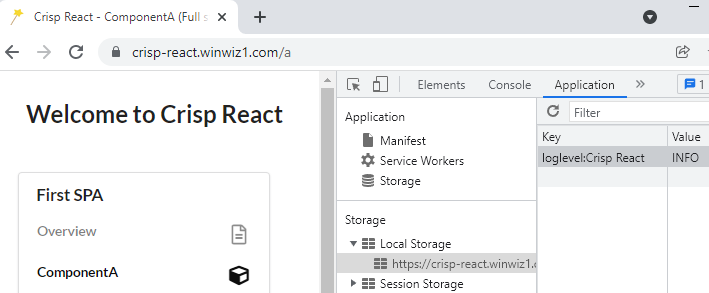 Crisp React - ComponentA (Full s
crisp-react.winwiz1.com/a
Welcome to Crisp React
First SPA
Overview
ComponentA
Elements Console Application » 1
Application
Manifest
Service Workers
Storage
Storage
Local Storage
https://crisp-react.winwiz1.c
Session Storage
Filter
Key Value
loglevel:Crisp React INFO